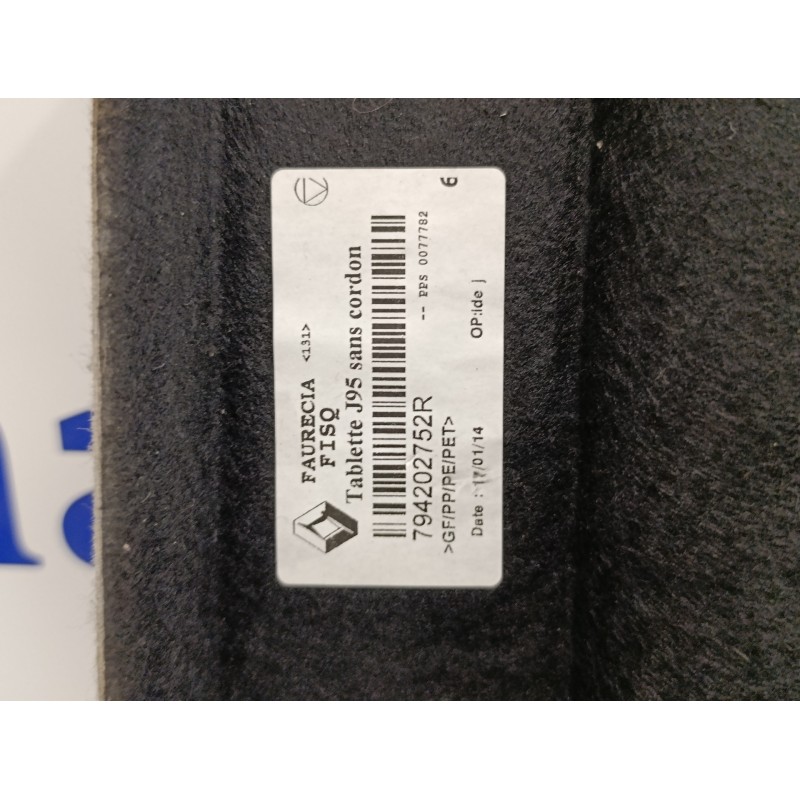 FAURECIA <131>
FISQ
Tablette J95 sans cordon
794202752R -- PPS 0077782 6
>GF/PP/PE/PET>
Date : 17/01/14 OP:Ide j
a